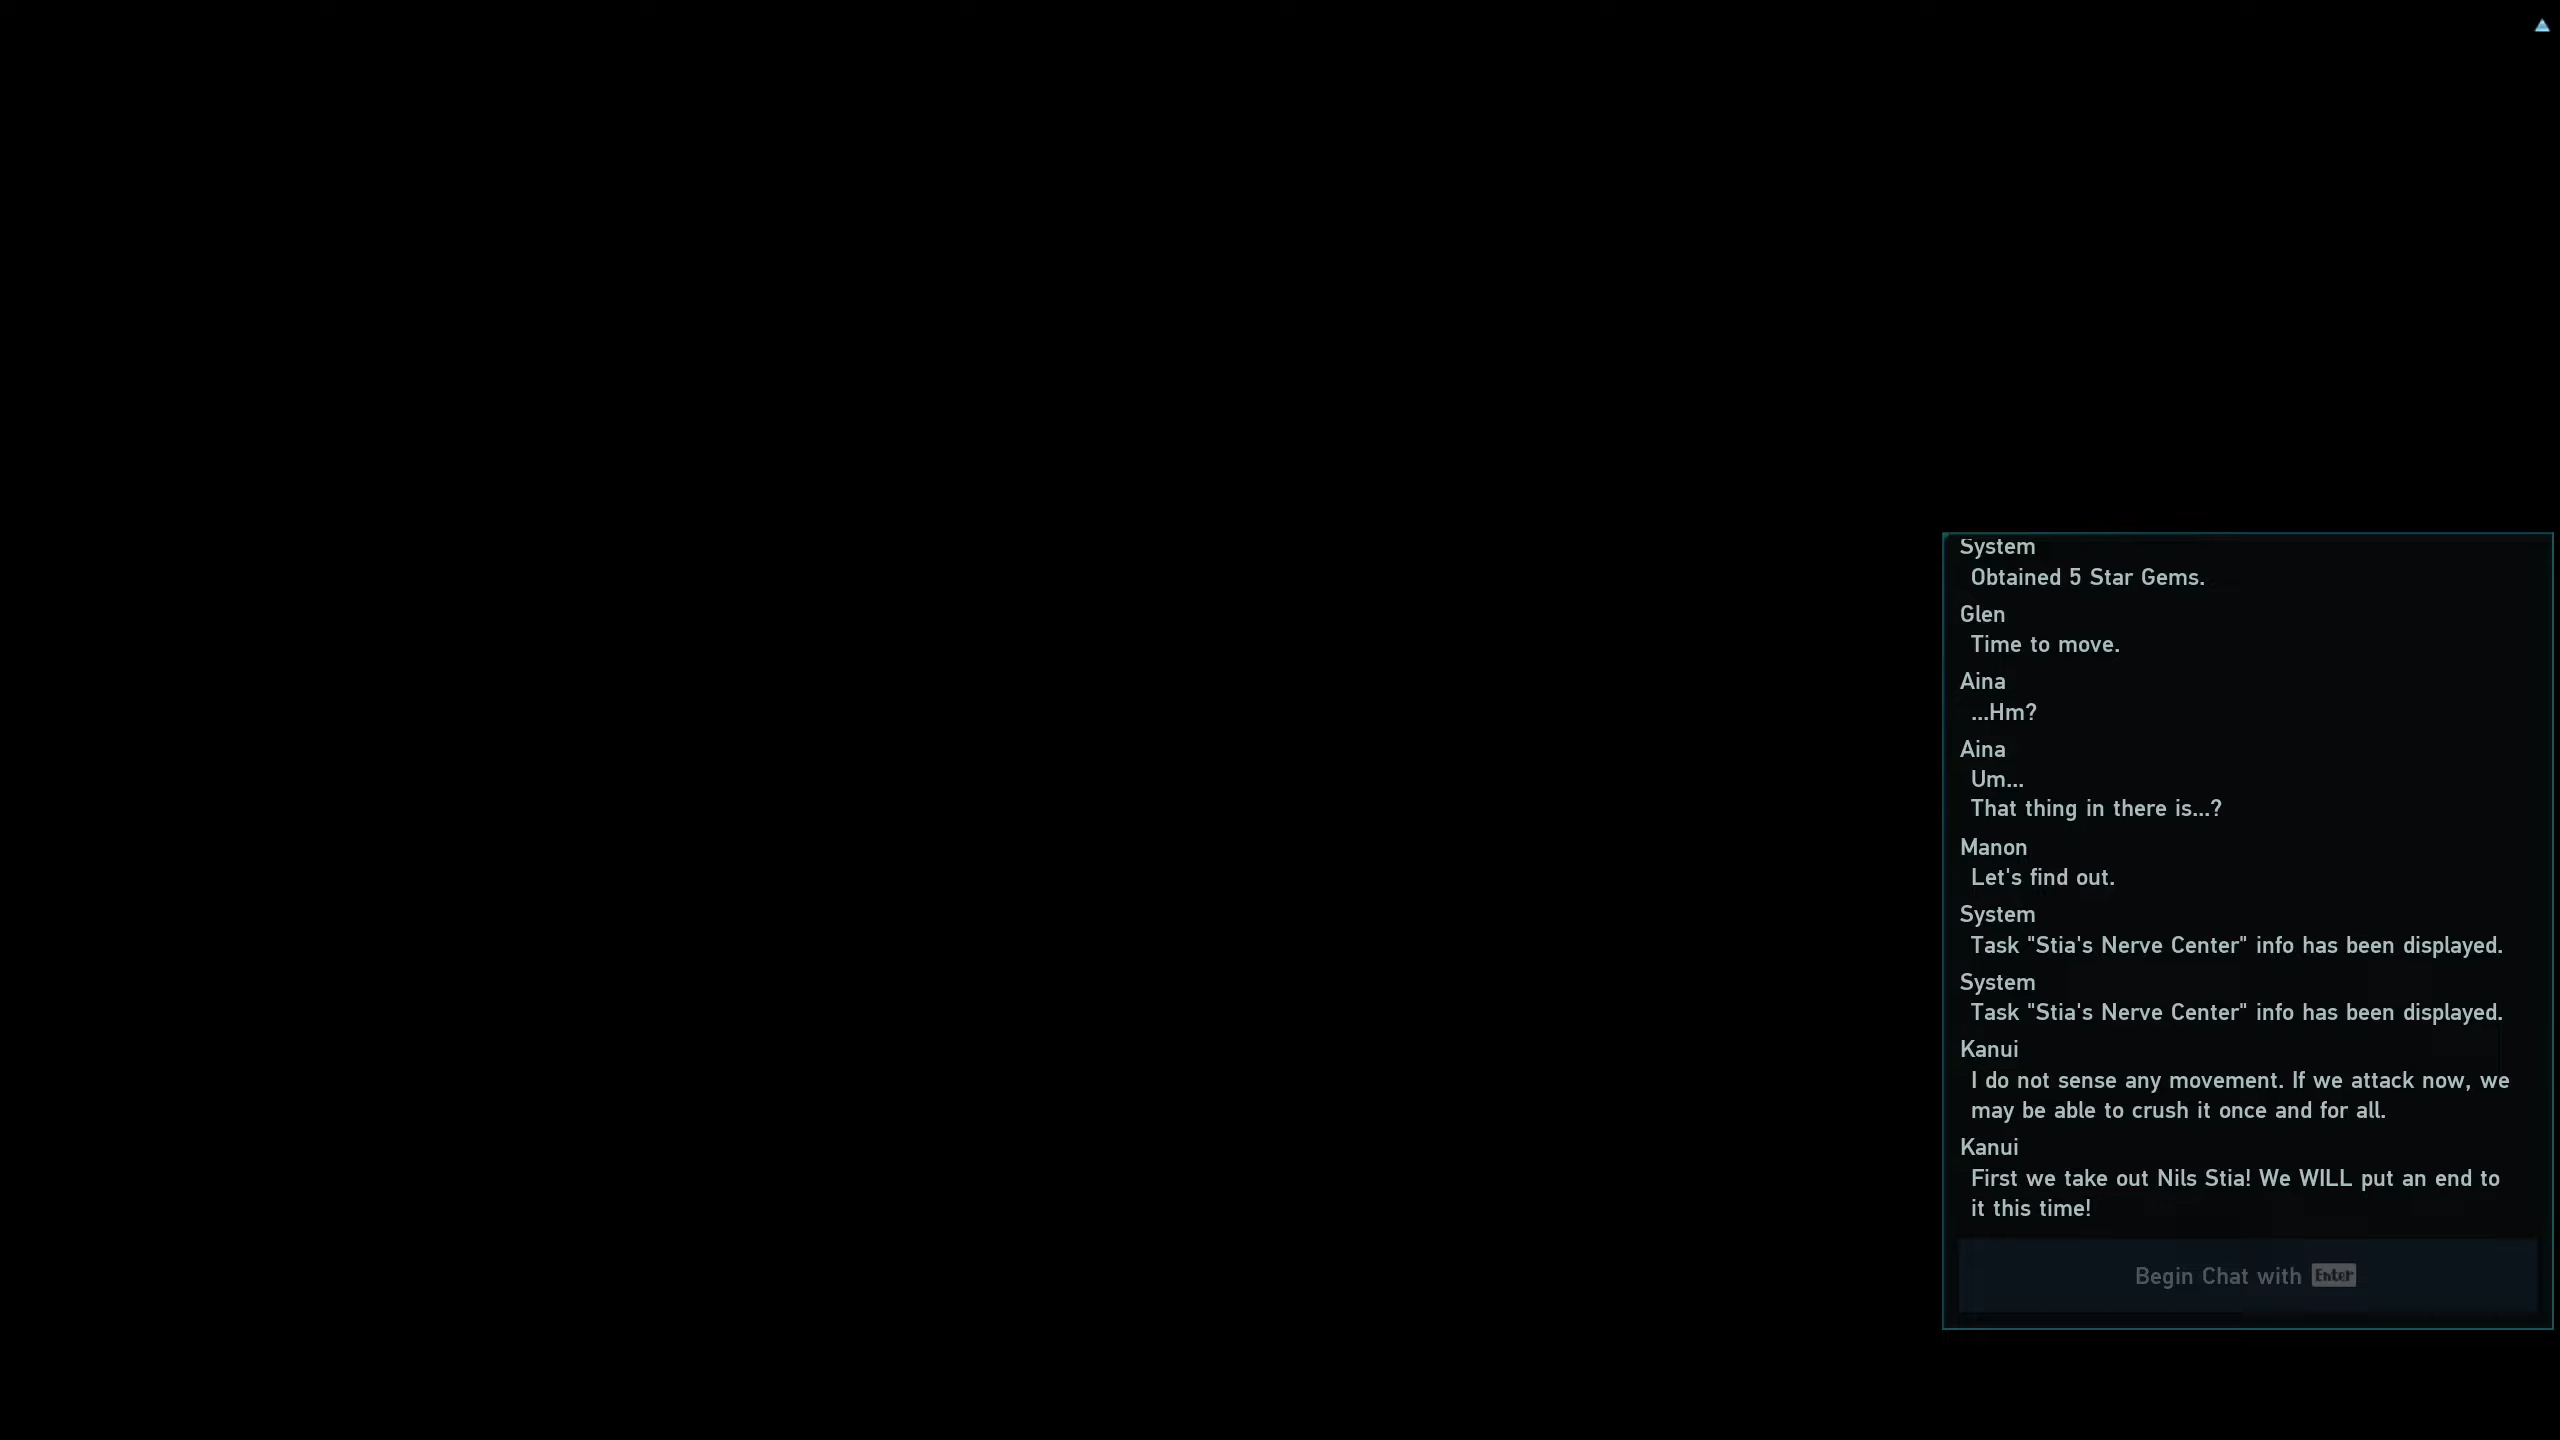 System
Obtained 5 Star Gems.
Glen
Time to move.
Aina
...Hm?
Aina
Um...
That thing in there is...?
Manon
Let's find out.
System
Task "Stia's Nerve Center" info has been displayed.
System
Task "Stia's Nerve Center" info has been displayed.
Kanui
I do not sense any movement. If we attack now, we
may be able to crush it once and for all.
Kanui
First we take out Nils Stia! We WILL put an end to
it this time!
Begin Chat with Enter